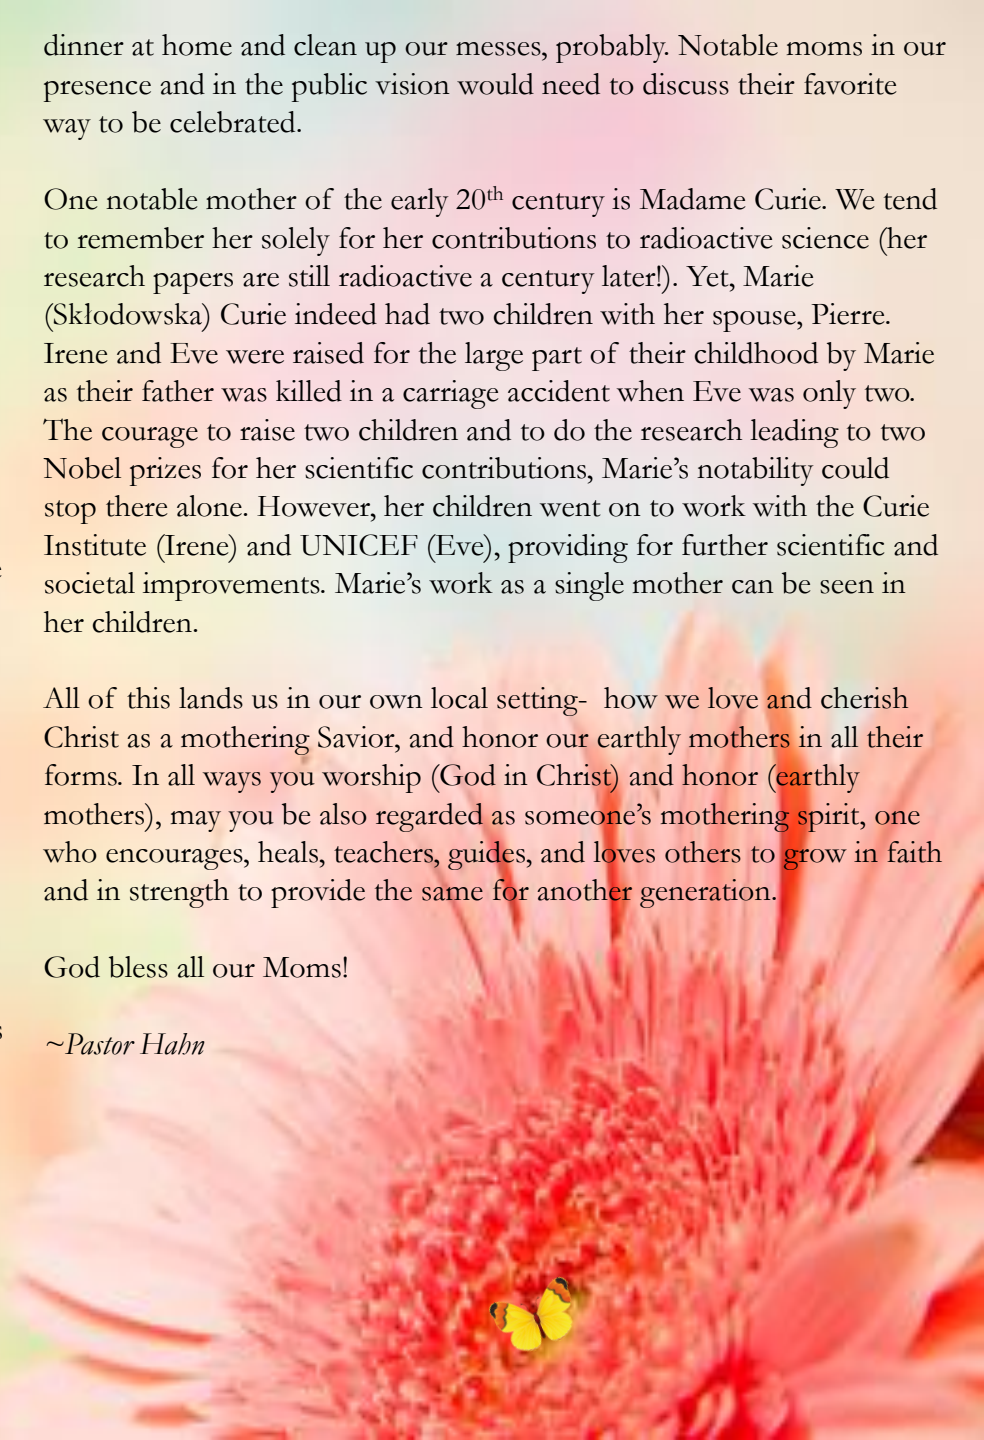 dinner at home and clean up our messes, probably. Notable moms in our
presence and in the public vision would need to discuss their favorite
way to be celebrated.
One notable mother of the early 20th century is Madame Curie. We tend
to remember her solely for her contributions to radioactive science (her
research papers are still radioactive a century later!). Yet, Marie
(Skłodowska) Curie indeed had two children with her spouse, Pierre.
Irene and Eve were raised for the large part of their childhood by Marie
as their father was killed in a carriage accident when Eve was only two.
The courage to raise two children and to do the research leading to two
Nobel prizes for her scientific contributions, Marie’s notability could
stop there alone. However, her children went on to work with the Curie
Institute (Irene) and UNICEF (Eve), providing for further scientific and
societal improvements. Marie’s work as a single mother can be seen in
her children.
All of this lands us in our own local setting- how we love and cherish
Christ as a mothering Savior, and honor our earthly mothers in all their
forms. In all ways you worship (God in Christ) and honor (earthly
mothers), may you be also regarded as someone’s mothering spirit, one
who encourages, heals, teachers, guides, and loves others to grow in faith
and in strength to provide the same for another generation.
God bless all our Moms!
~Pastor Hahn